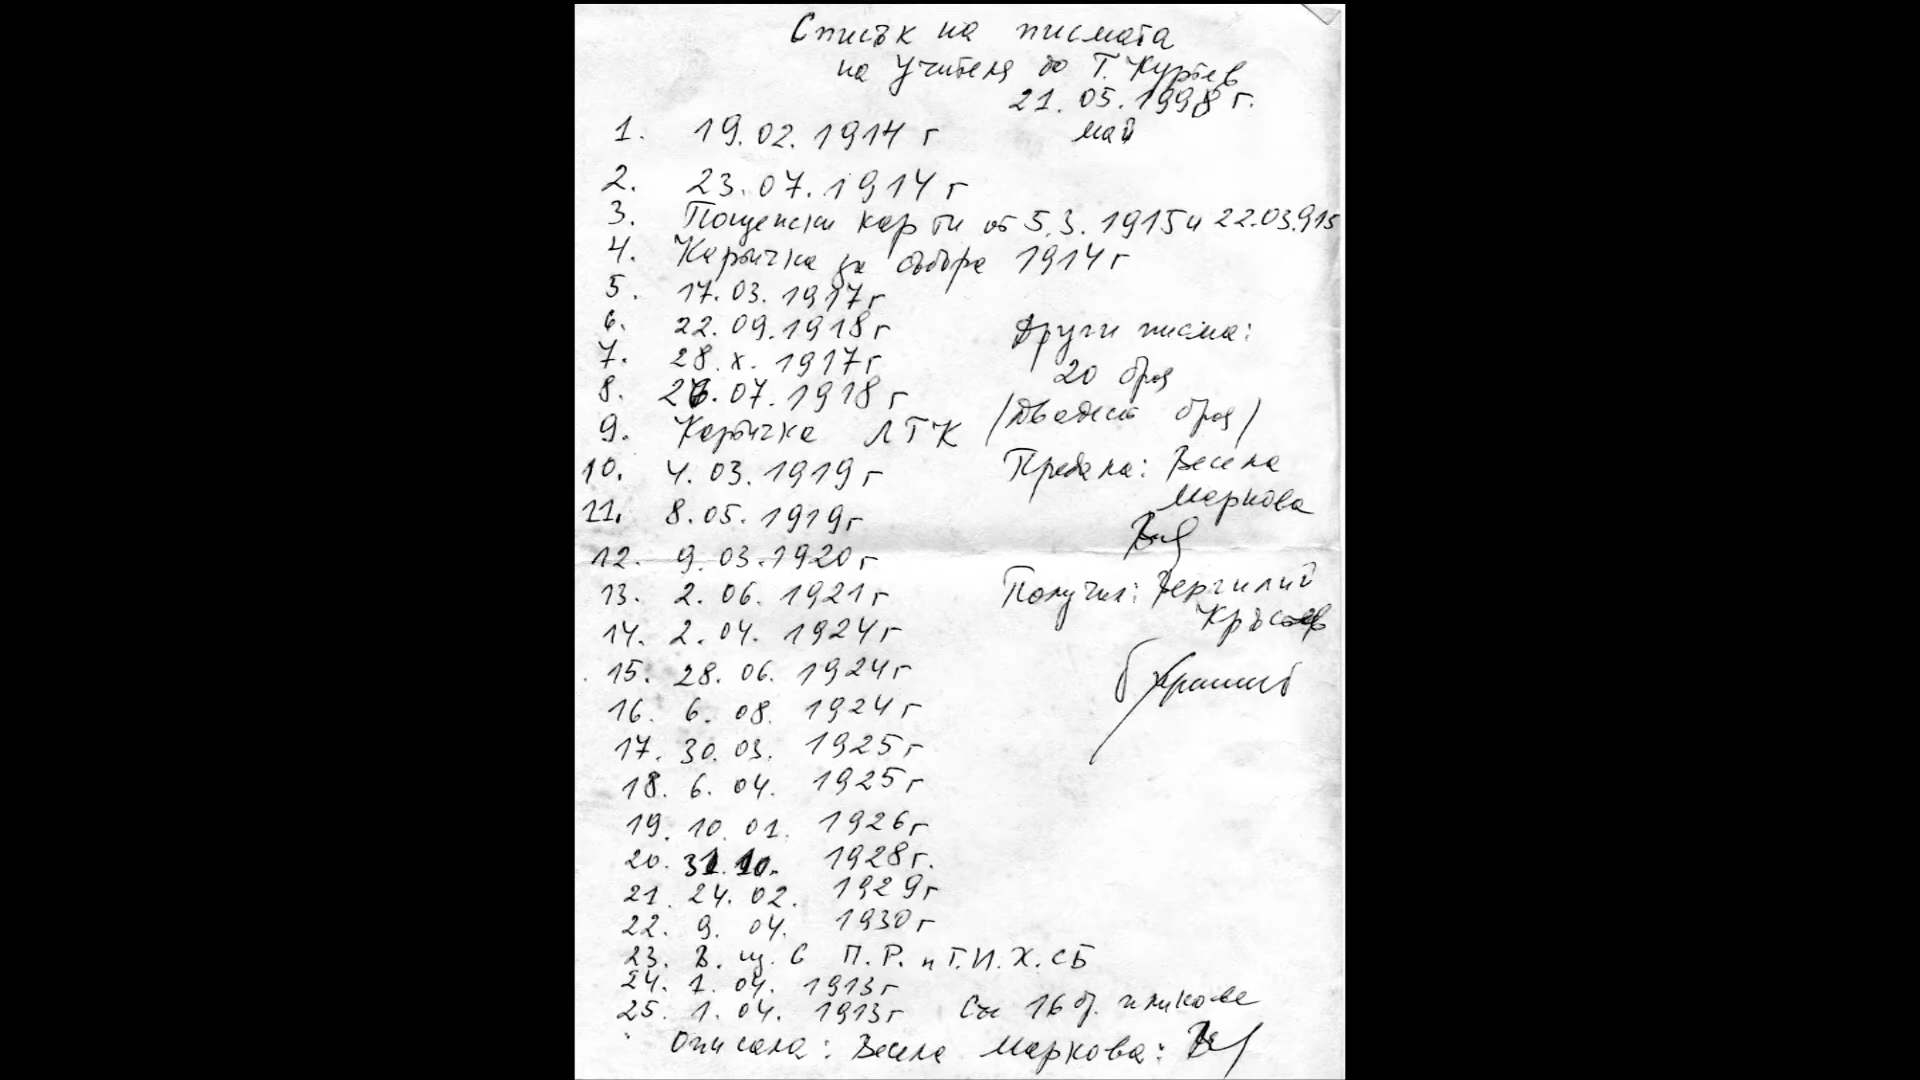 Списък на писмата
на Учителя до Т. Куртев
21.05.1998 г.
май
1. 19.02.1914 г
2. 23.07.1914 г
3. Пощенски карти от 5.3.1915 и 22.03.915
4. Картичка за събора 1914 г
5. 17.03.1917 г
6. 22.09.1918 г
7. 28.X.1917 г
8. 26.07.1918 г
9. Картичка ЛТК
10. 4.03.1919 г
11. 8.05.1919 г
12. 9.03.1920 г
13. 2.06.1921 г
14. 2.04.1924 г
15. 28.06.1924 г
16. 6.08.1924 г
17. 30.03.1925 г
18. 6.04.1925 г
19. 10.01.1926 г
20. 31.10.1928 г.
21. 24.02.1929 г
22. 9.04.1930 г
23. В. щ. С П.Р. и Т.И.Х.СБ
24. 1.04.1913 г
25. 1.04.1913 г Със 16 бр. пликове
Описала: Весела Маркова:
Други писма:
20 броя
/Двадесет броя/
Предала: Весела
Маркова
Получил: Вергилий
Кръстев